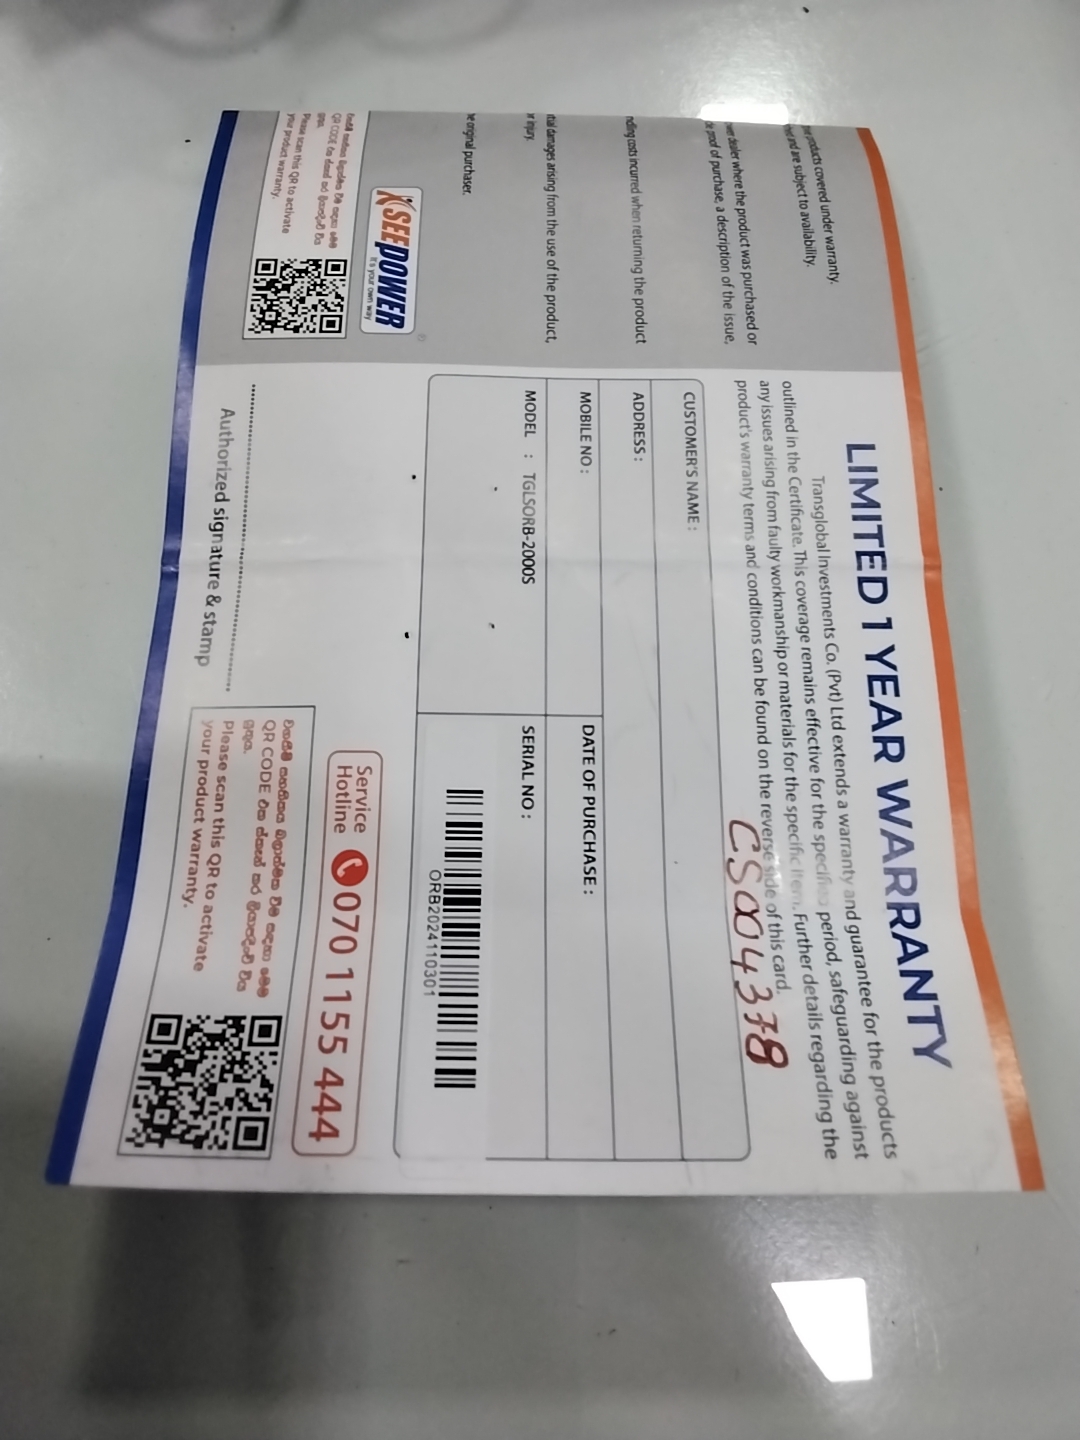 LIMITED 1 YEAR WARRANTY
Transglobal Investments Co. (Pvt) Ltd extends a warranty and guarantee for the products
outlined in the Certificate. This coverage remains effective for the specified period, safeguarding against
any issues arising from faulty workmanship or materials for the specific item. Further details regarding the
product's warranty terms and conditions can be found on the reverse side of this card.
CS004378
CUSTOMER'S NAME :
ADDRESS :
MOBILE NO :
DATE OF PURCHASE :
MODEL : TGLSORB-2000S
SERIAL NO :
ORB2024110301
Service
Hotline
070 1155 444
QR CODE
Please scan this QR to activate
your product warranty.
Authorized signature & stamp
products covered under warranty.
and are subject to availability.
dealer where the product was purchased or
proof of purchase, a description of the issue,
costs incurred when returning the product
damages arising from the use of the product,
injury.
original purchaser.
SEEPOWER
It's your own way
QR CODE
Please scan this QR to activate
your product warranty.